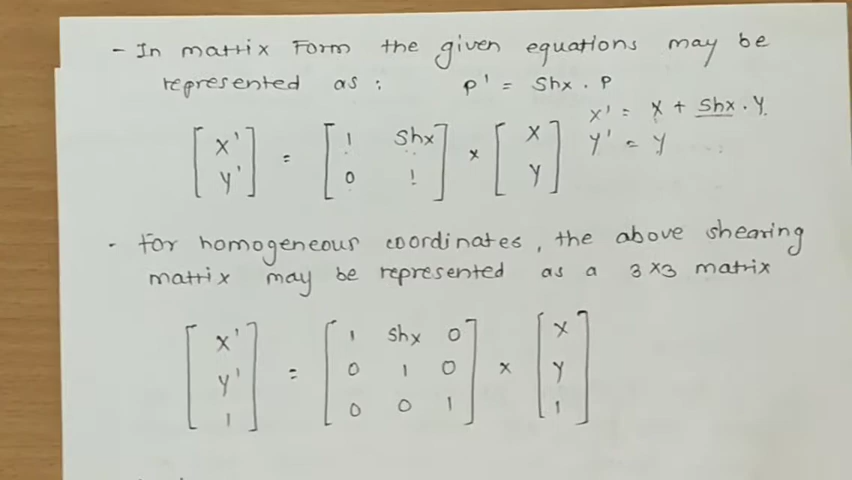 - In matrix Form the given equations may be
represented as : P' = Shx . P
x' = x + Shx . y
[x' y'] = [1 Shx 0 1] x [x y]
y' = y
- For homogeneous coordinates, the above shearing
matrix may be represented as a 3x3 matrix
[x' y' 1] = [1 Shx 0 0 1 0 0 0 1] x [x y 1]